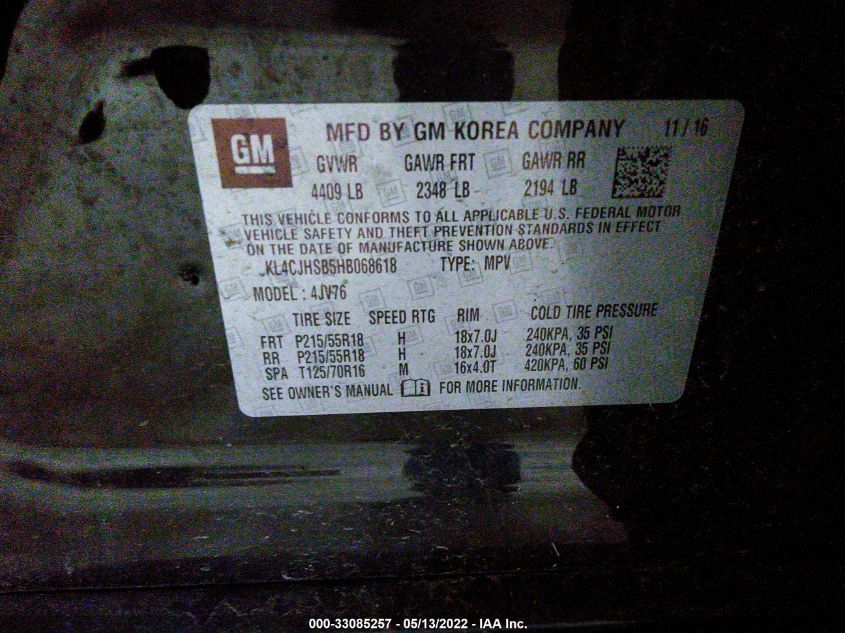 GM
MFD BY GM KOREA COMPANY 11/16
GVWR GAWR FRT GAWR RR
4409 LB 2348 LB 2194 LB
THIS VEHICLE CONFORMS TO ALL APPLICABLE U.S. FEDERAL MOTOR
VEHICLE SAFETY AND THEFT PREVENTION STANDARDS IN EFFECT
ON THE DATE OF MANUFACTURE SHOWN ABOVE.
KL4CJHSB5HB068618 TYPE: MPV
MODEL : 4JV76
TIRE SIZE SPEED RTG RIM COLD TIRE PRESSURE
FRT P215/55R18 H 18x7.0J 240KPA, 35 PSI
RR P215/55R18 H 18x7.0J 240KPA, 35 PSI
SPA T125/70R16 M 16x4.0T 420KPA, 60 PSI
SEE OWNER'S MANUAL FOR MORE INFORMATION.
000-33085257 - 05/13/2022 - IAA Inc.